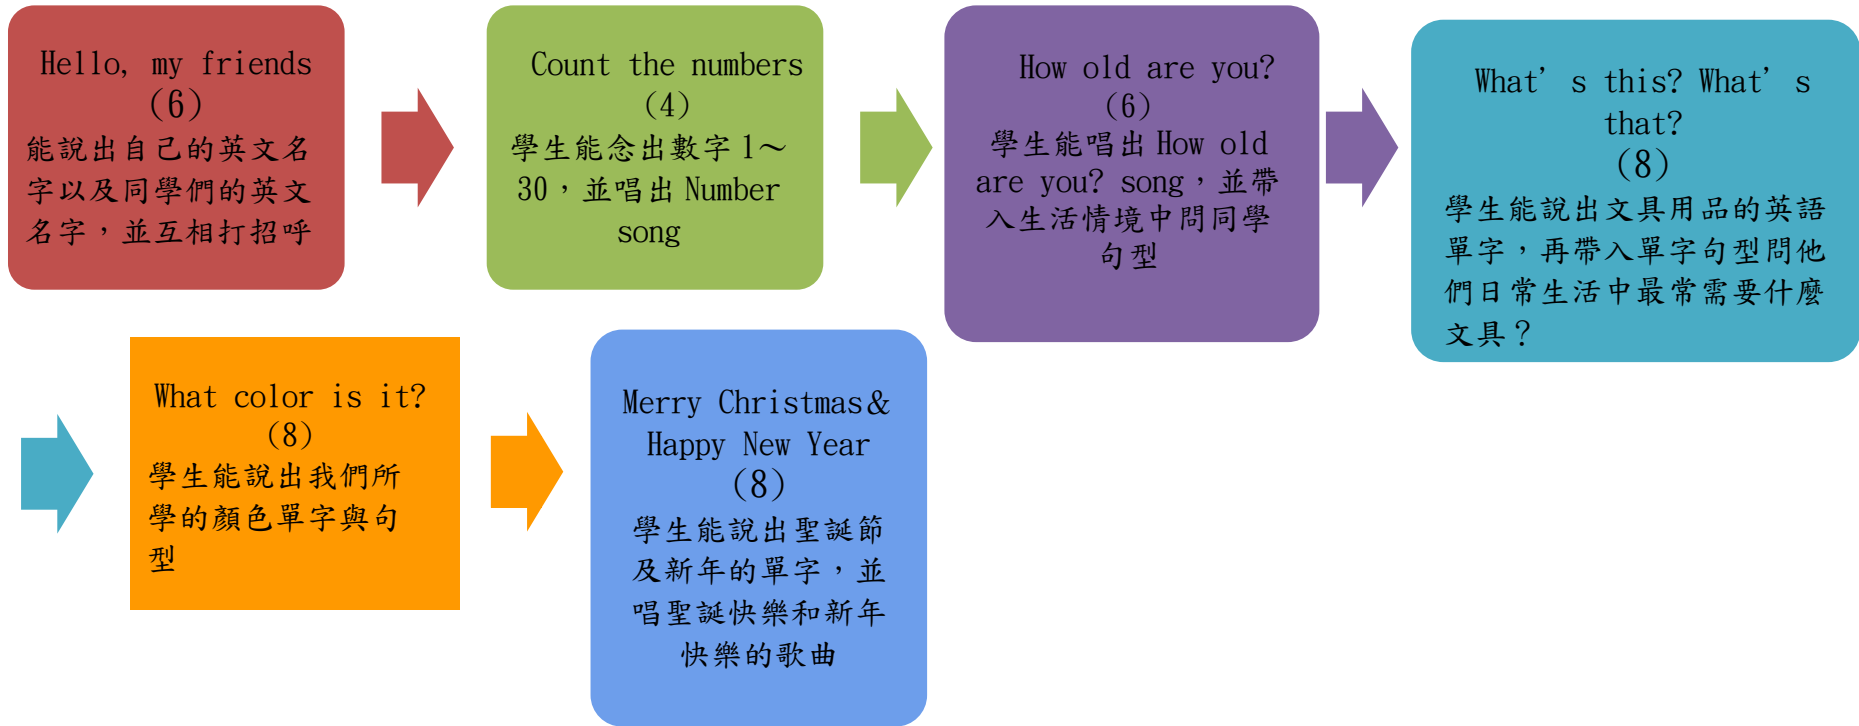 Hello, my friends
(6)
能說出自己的英文名
字以及同學們的英文
名字，並互相打招呼
Count the numbers
(4)
學生能念出數字 1～
30，並唱出 Number
song
How old are you?
(6)
學生能唱出 How old
are you? song，並帶
入生活情境中問同學
句型
What’s this? What’s
that?
(8)
學生能說出文具用品的英語
單字，再帶入單字句型問他
們日常生活中最常需要什麼
文具？
What color is it?
(8)
學生能說出我們所
學的顏色單字與句
型
Merry Christmas＆
Happy New Year
(8)
學生能說出聖誕節
及新年的單字，並
唱聖誕快樂和新年
快樂的歌曲